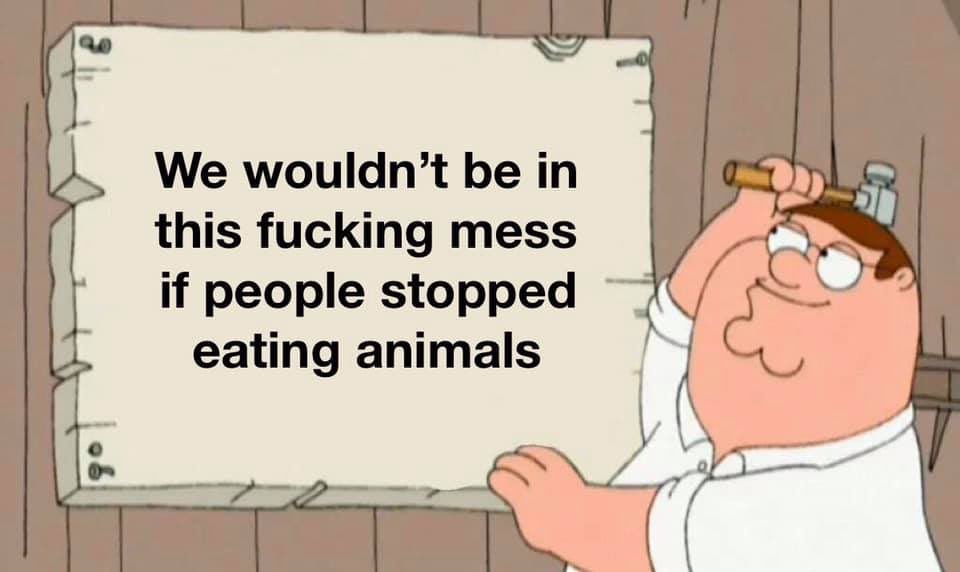 We wouldn’t be in
this fucking mess
if people stopped
eating animals